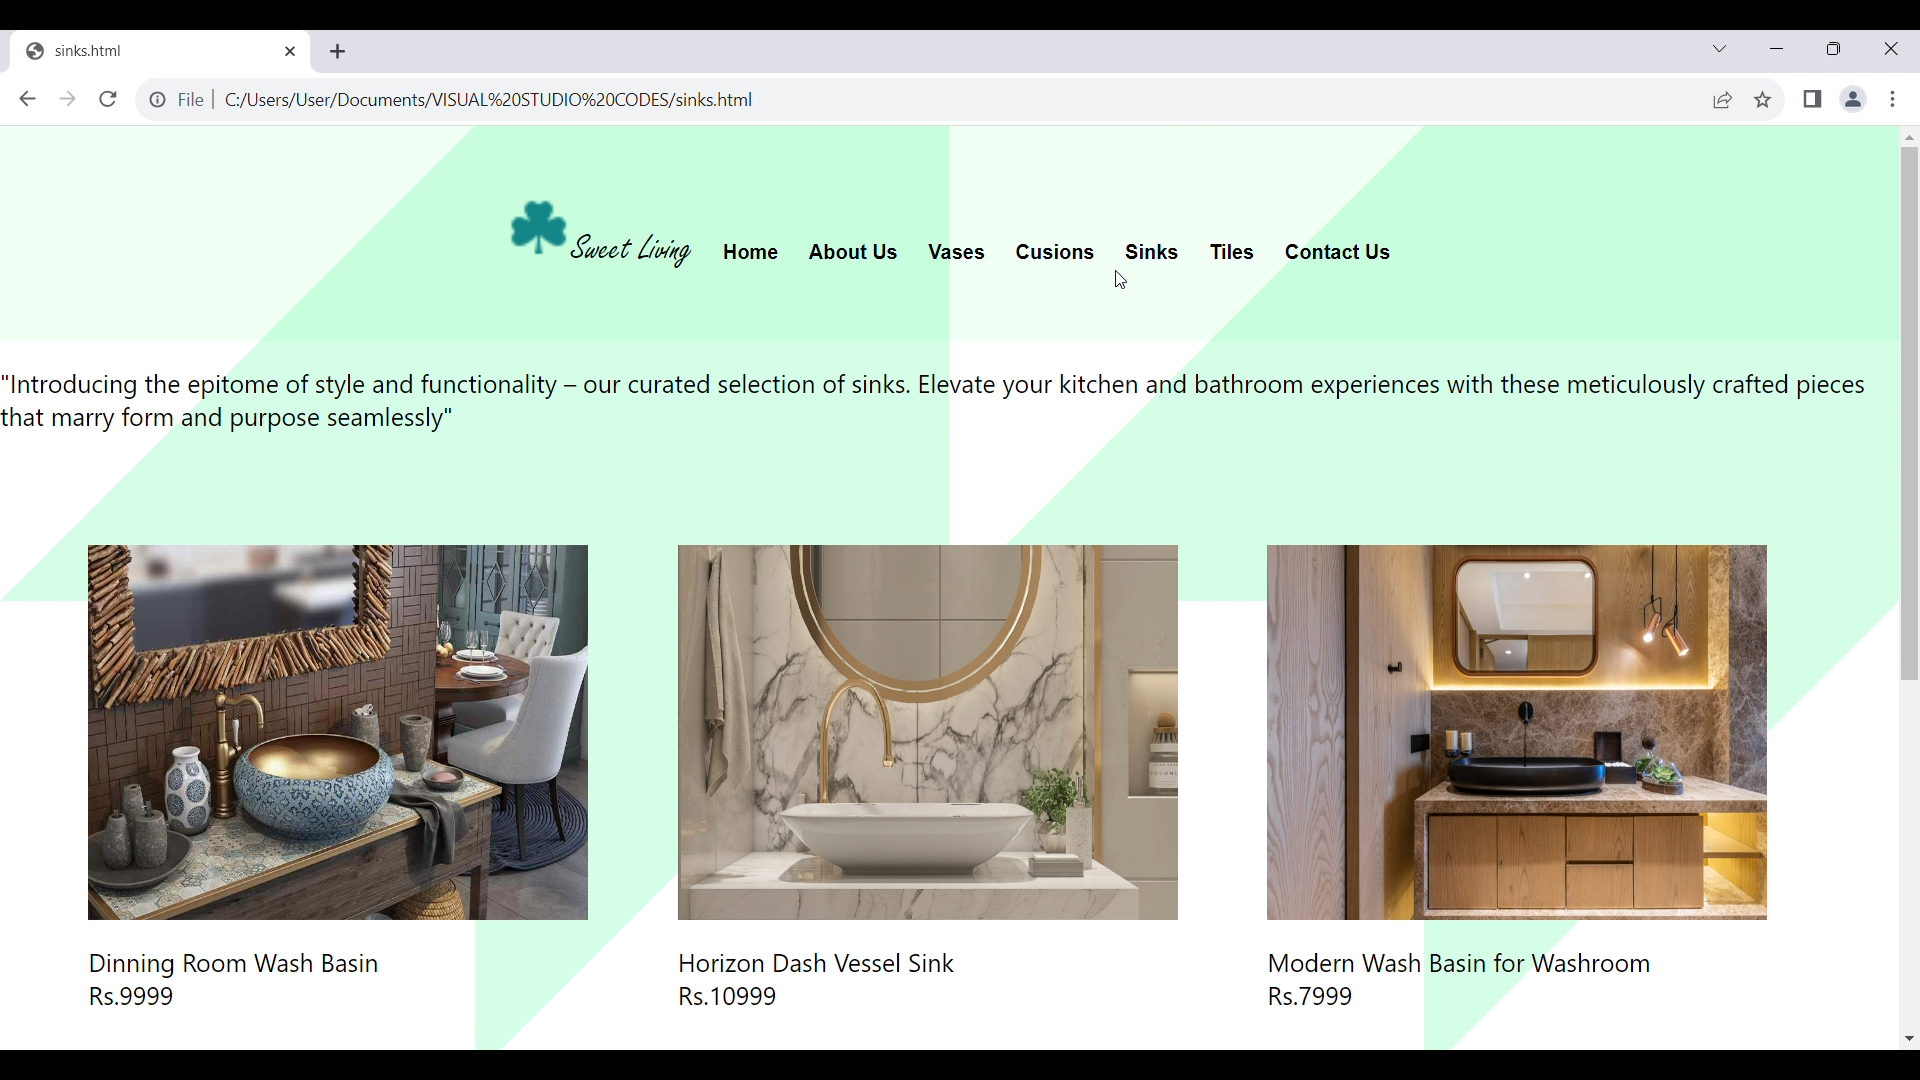 sinks.html
File C:/Users/User/Documents/VISUAL%20STUDIO%20CODES/sinks.html
Sweet Living Home About Us Vases Cusions Sinks Tiles Contact Us
"Introducing the epitome of style and functionality – our curated selection of sinks. Elevate your kitchen and bathroom experiences with these meticulously crafted pieces
that marry form and purpose seamlessly"
Dinning Room Wash Basin
Rs.9999
Horizon Dash Vessel Sink
Rs.10999
Modern Wash Basin for Washroom
Rs.7999